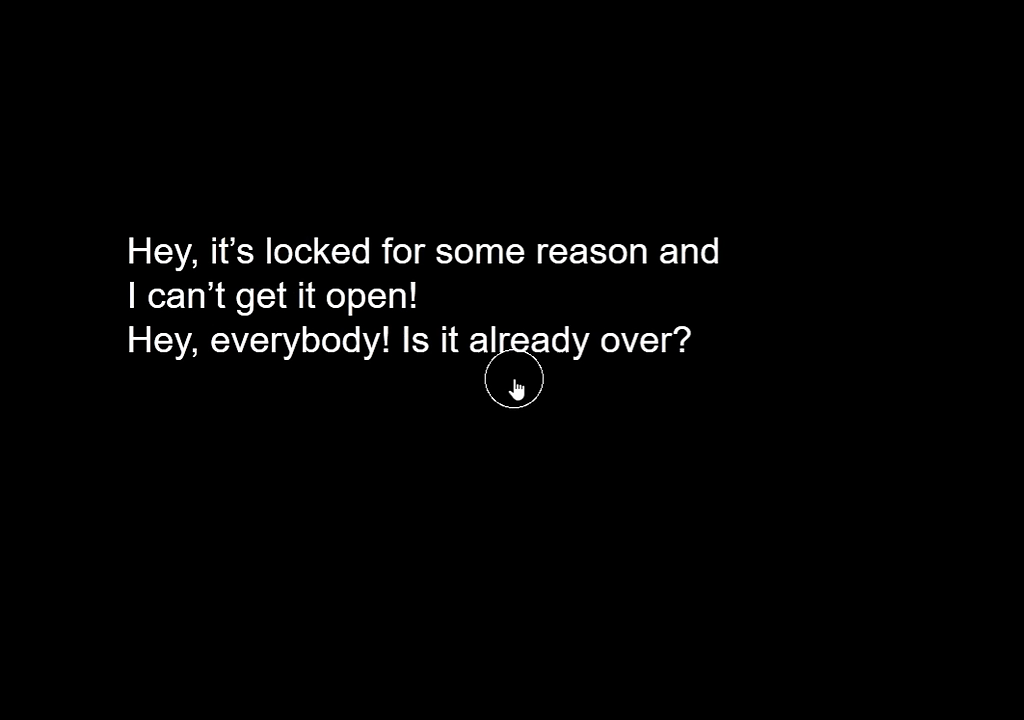 Hey, it’s locked for some reason and
I can’t get it open!
Hey, everybody! Is it already over?